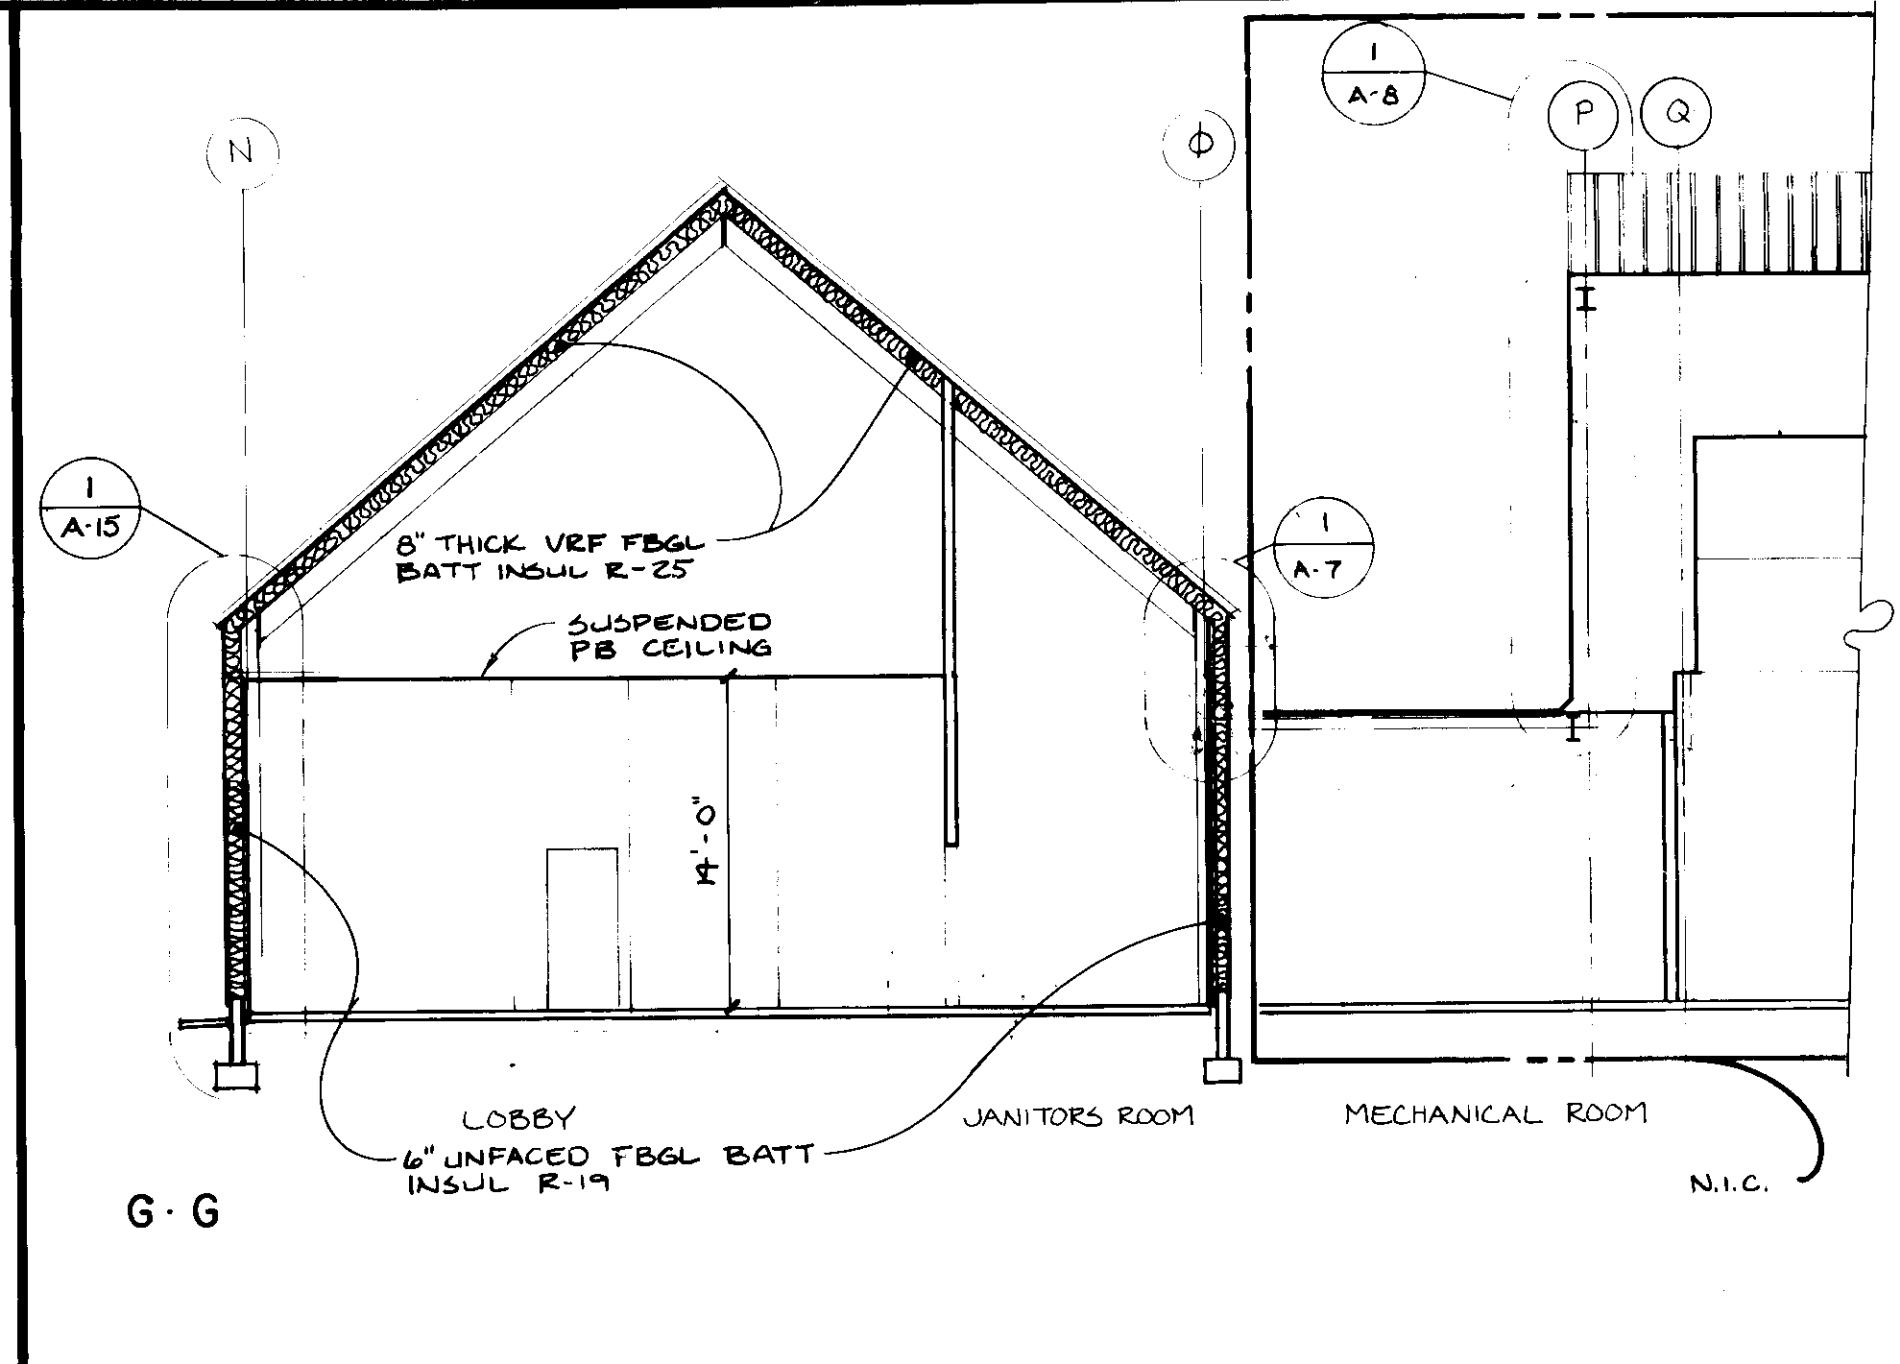 1
A-8
P
Q
N
Φ
1
A-15
1
A-7
8" THICK VRF FBGL
BATT INSUL R-25
SUSPENDED
PB CEILING
14'-0"
LOBBY
JANITORS ROOM
MECHANICAL ROOM
6" UNFACED FBGL BATT
INSUL R-19
N.I.C.
G·G